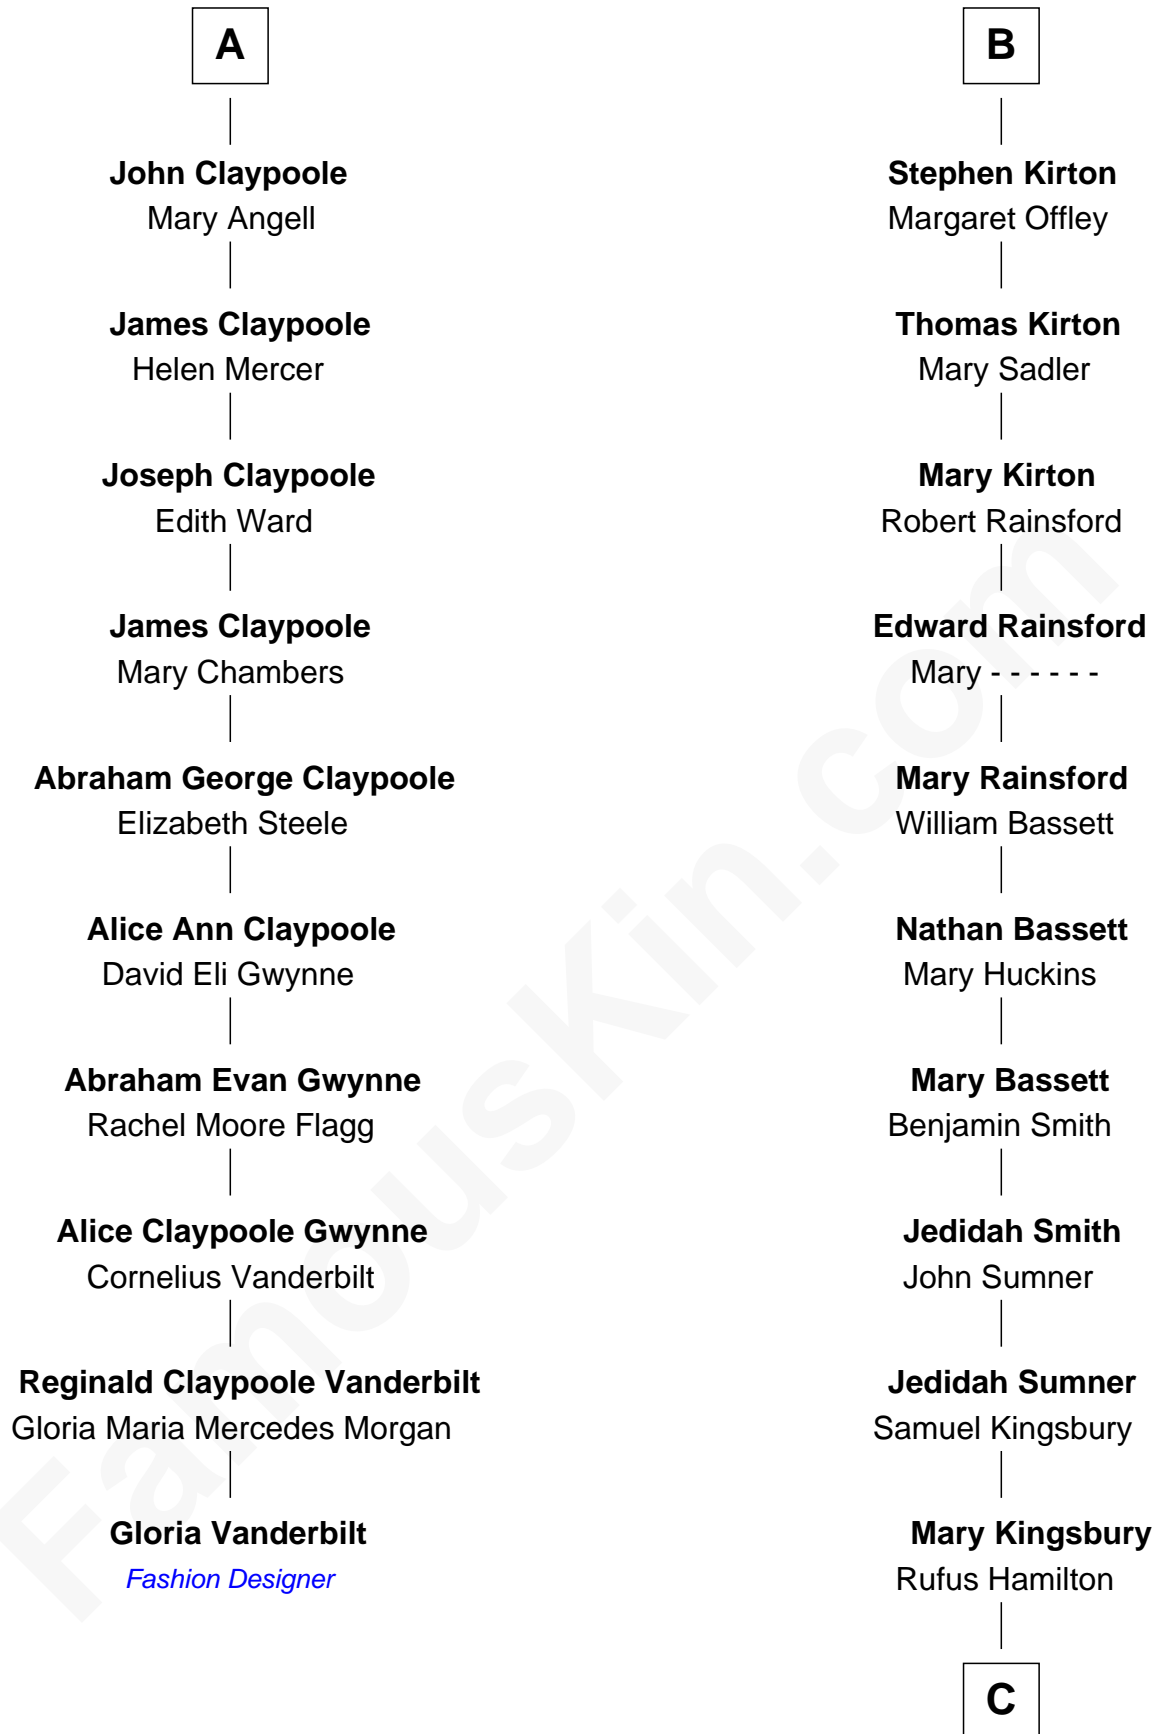 A
John Claypoole
Mary Angell
James Claypoole
Helen Mercer
Joseph Claypoole
Edith Ward
James Claypoole
Mary Chambers
Abraham George Claypoole
Elizabeth Steele
Alice Ann Claypoole
David Eli Gwynne
Abraham Evan Gwynne
Rachel Moore Flagg
Alice Claypoole Gwynne
Cornelius Vanderbilt
Reginald Claypoole Vanderbilt
Gloria Maria Mercedes Morgan
Gloria Vanderbilt
Fashion Designer
B
Stephen Kirton
Margaret Offley
Thomas Kirton
Mary Sadler
Mary Kirton
Robert Rainsford
Edward Rainsford
Mary - - - - - -
Mary Rainsford
William Bassett
Nathan Bassett
Mary Huckins
Mary Bassett
Benjamin Smith
Jedidah Smith
John Sumner
Jedidah Sumner
Samuel Kingsbury
Mary Kingsbury
Rufus Hamilton
C
FamousKin.com